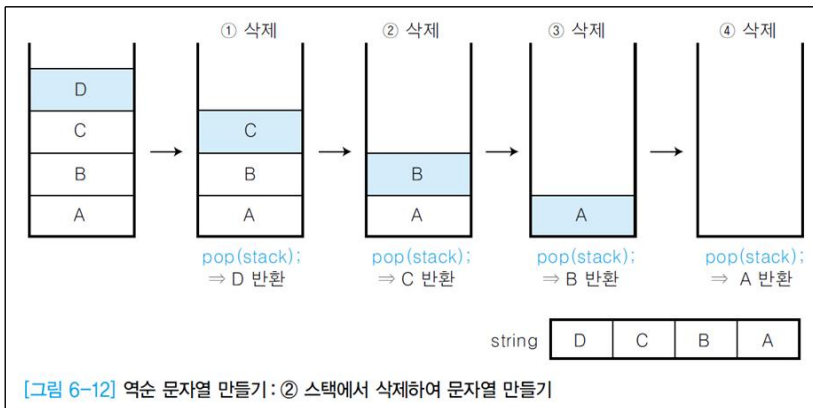 ① 삭제 ② 삭제 ③ 삭제 ④ 삭제
D
C C
B B B
A A A A
pop(stack); pop(stack); pop(stack); pop(stack);
⇒ D 반환 ⇒ C 반환 ⇒ B 반환 ⇒ A 반환
string D C B A
[그림 6-12] 역순 문자열 만들기 : ② 스택에서 삭제하여 문자열 만들기